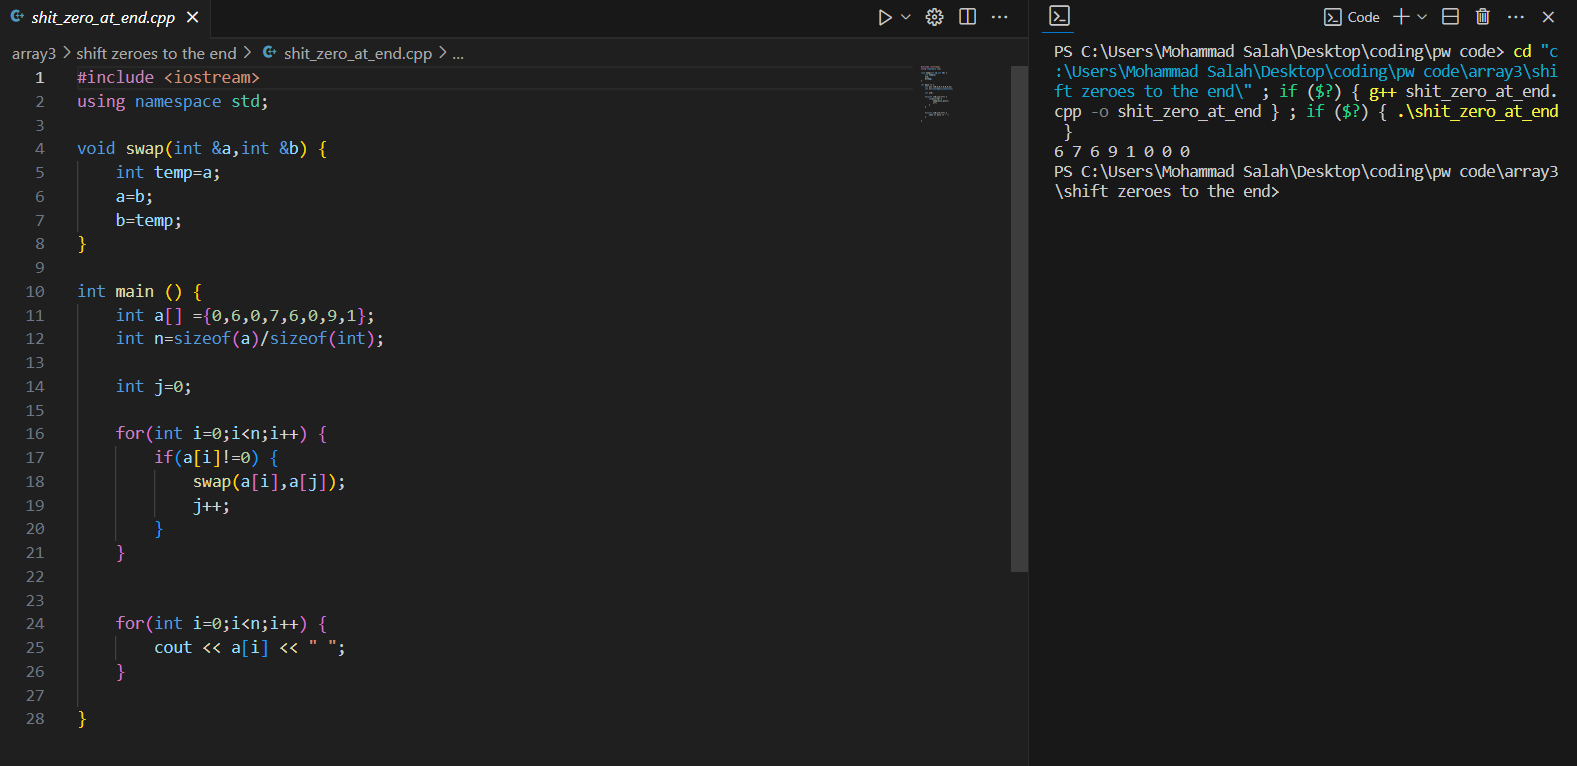 shit_zero_at_end.cpp
array3 > shift zeroes to the end > shit_zero_at_end.cpp > ...
1 #include <iostream>
2 using namespace std;
3
4 void swap(int &a,int &b) {
5 int temp=a;
6 a=b;
7 b=temp;
8 }
9
10 int main () {
11 int a[] ={0,6,0,7,6,0,9,1};
12 int n=sizeof(a)/sizeof(int);
13
14 int j=0;
15
16 for(int i=0;i<n;i++) {
17 if(a[i]!=0) {
18 swap(a[i],a[j]);
19 j++;
20 }
21 }
22
23
24 for(int i=0;i<n;i++) {
25 cout << a[i] << " ";
26 }
27
28 }
Code
PS C:\Users\Mohammad Salah\Desktop\coding\pw code> cd "c
:\Users\Mohammad Salah\Desktop\coding\pw code\array3\shi
ft zeroes to the end\" ; if ($?) { g++ shit_zero_at_end.
cpp -o shit_zero_at_end } ; if ($?) { .\shit_zero_at_end
}
6 7 6 9 1 0 0 0
PS C:\Users\Mohammad Salah\Desktop\coding\pw code\array3
\shift zeroes to the end>